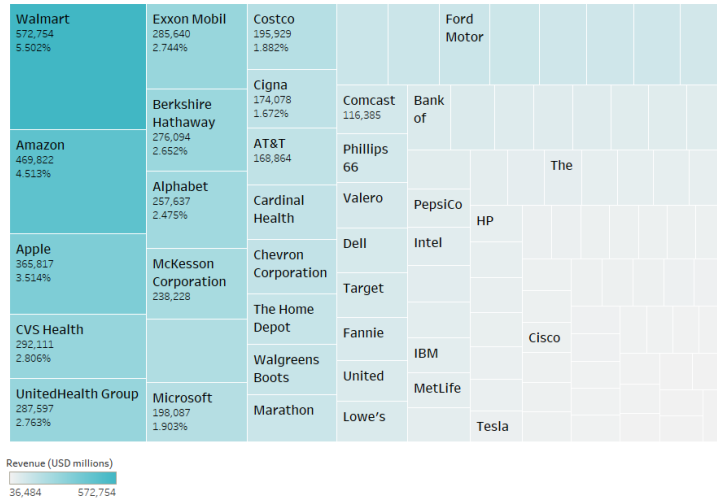 Walmart
572,754
5.502%
Amazon
469,822
4.513%
Apple
365,817
3.514%
CVS Health
292,111
2.806%
UnitedHealth Group
287,597
2.763%
Exxon Mobil
285,640
2.744%
Berkshire
Hathaway
276,094
2.652%
Alphabet
257,637
2.475%
McKesson
Corporation
238,228
Microsoft
198,087
1.903%
Costco
195,929
1.882%
Cigna
174,078
1.672%
AT&T
168,864
Cardinal
Health
Chevron
Corporation
The Home
Depot
Walgreens
Boots
Marathon
Ford
Motor
Comcast
116,385
Phillips
66
Valero
Dell
Target
Fannie
United
Lowe's
Bank
of
PepsiCo
Intel
IBM
MetLife
The
HP
Tesla
Cisco
Revenue (USD millions)
36,484
572,754